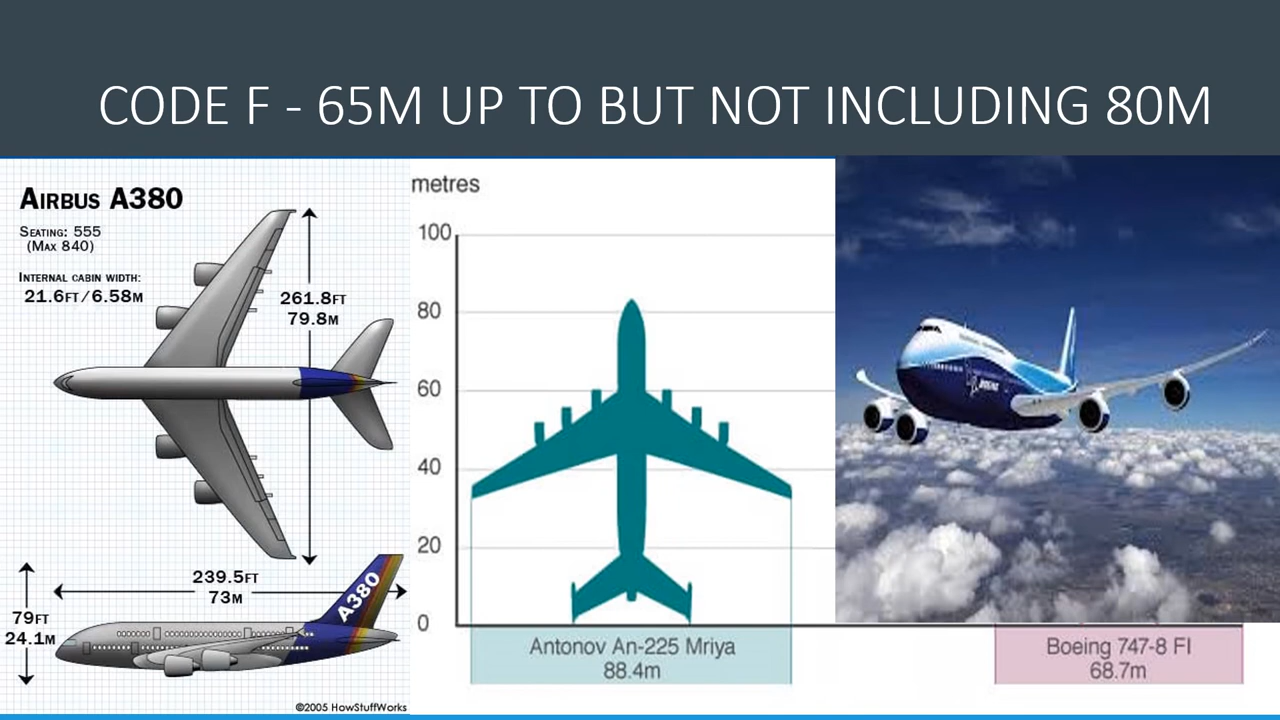 CODE F - 65M UP TO BUT NOT INCLUDING 80M
AIRBUS A380
SEATING: 555
(MAX 840)
INTERNAL CABIN WIDTH:
21.6FT/6.58M
261.8FT
79.8M
239.5FT
73M
79FT
24.1M
A380
©2005 HowStuffWorks
metres
100
80
60
40
20
0
Antonov An-225 Mriya
88.4m
BOEING
Boeing 747-8 FI
68.7m